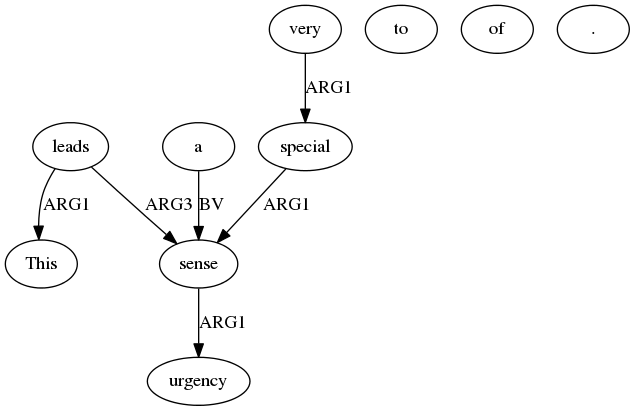 very to of .
ARG1
leads a special
ARG1 ARG3 BV ARG1
This sense
ARG1
urgency